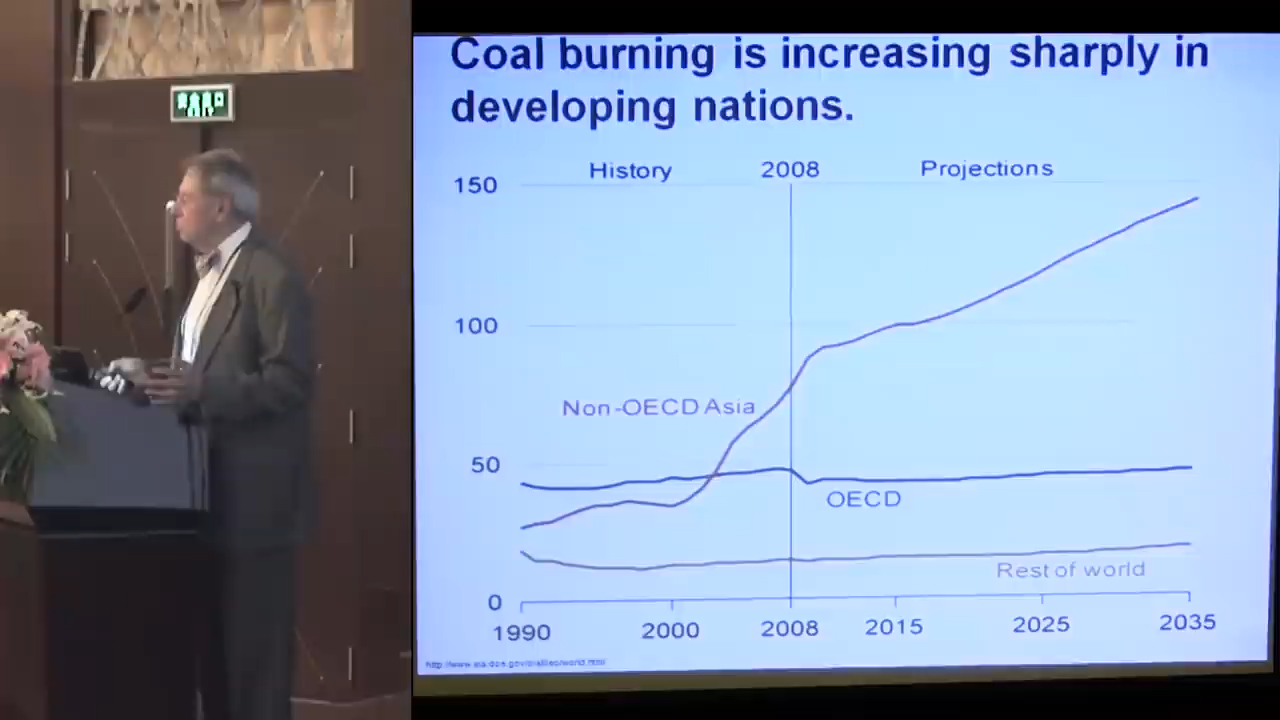 Coal burning is increasing sharply in
developing nations.
History
2008
Projections
150
100
Non-OECD Asia
50
OECD
Rest of world
0
1990
2000
2008
2015
2025
2035